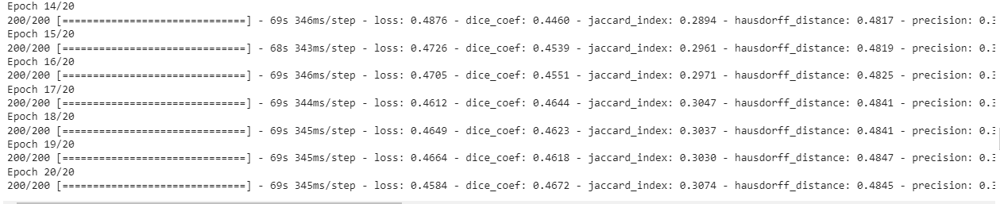 Epoch 14/20
200/200 [==============================] - 69s 346ms/step - loss: 0.4876 - dice_coef: 0.4460 - jaccard_index: 0.2894 - hausdorff_distance: 0.4817 - precision: 0.3
Epoch 15/20
200/200 [==============================] - 68s 343ms/step - loss: 0.4726 - dice_coef: 0.4539 - jaccard_index: 0.2961 - hausdorff_distance: 0.4819 - precision: 0.3
Epoch 16/20
200/200 [==============================] - 69s 346ms/step - loss: 0.4705 - dice_coef: 0.4551 - jaccard_index: 0.2971 - hausdorff_distance: 0.4825 - precision: 0.3
Epoch 17/20
200/200 [==============================] - 69s 344ms/step - loss: 0.4612 - dice_coef: 0.4644 - jaccard_index: 0.3047 - hausdorff_distance: 0.4841 - precision: 0.3
Epoch 18/20
200/200 [==============================] - 69s 345ms/step - loss: 0.4649 - dice_coef: 0.4623 - jaccard_index: 0.3037 - hausdorff_distance: 0.4841 - precision: 0.3
Epoch 19/20
200/200 [==============================] - 69s 345ms/step - loss: 0.4664 - dice_coef: 0.4618 - jaccard_index: 0.3030 - hausdorff_distance: 0.4847 - precision: 0.3
Epoch 20/20
200/200 [==============================] - 69s 345ms/step - loss: 0.4584 - dice_coef: 0.4672 - jaccard_index: 0.3074 - hausdorff_distance: 0.4845 - precision: 0.3